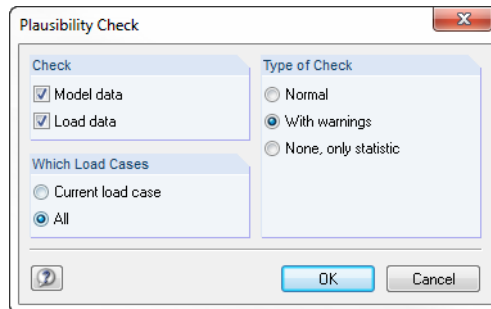 Plausibility Check
Check
Model data
Load data
Which Load Cases
Current load case
All
Type of Check
Normal
With warnings
None, only statistic
OK
Cancel